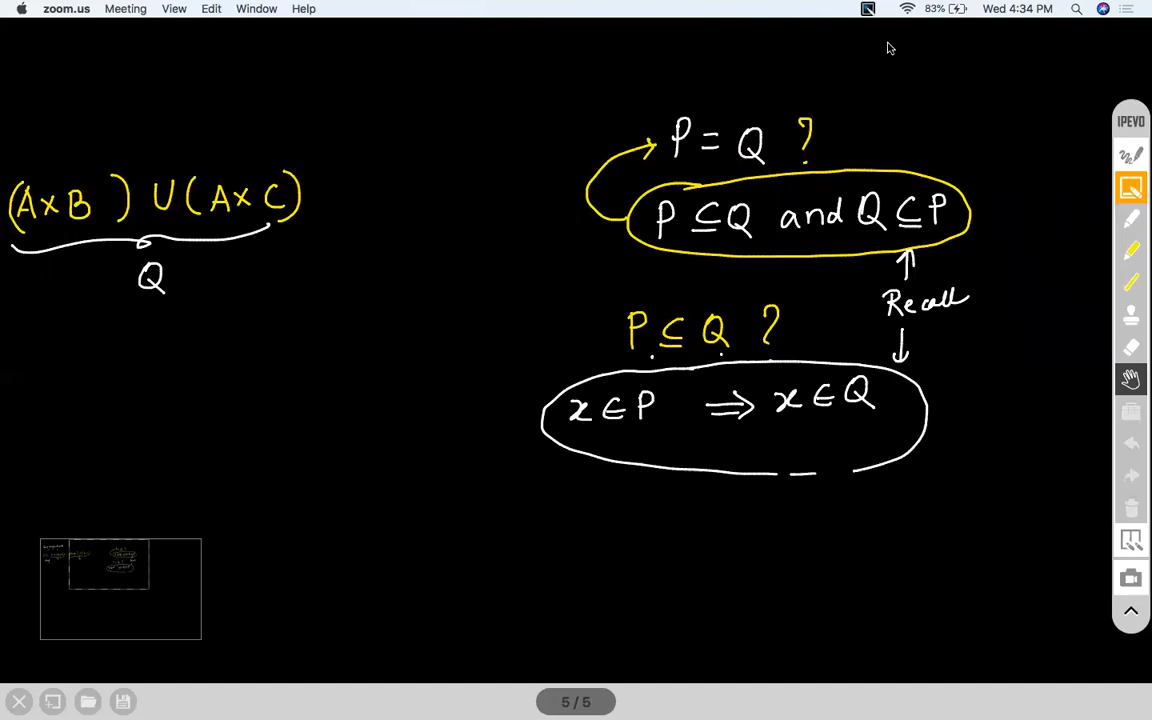 zoom.us Meeting View Edit Window Help 83% Wed 4:34 PM
IPEVO
P = Q ?
(A×B) ∪ (A×C)
Q
P ⊆ Q and Q ⊆ P
Recall
P ⊆ Q ?
x ∈ P ⟹ x ∈ Q
5 / 5